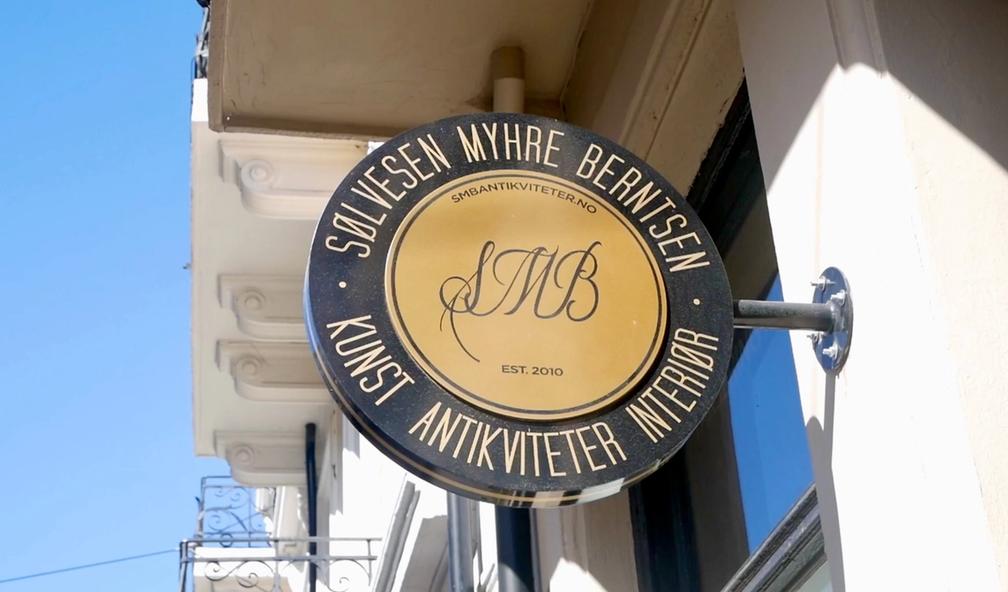 SØLVESEN MYHRE BERNTSEN
SMBANTIKVITETER.NO
SMB
EST. 2010
KUNST ANTIKVITETER INTERIØR